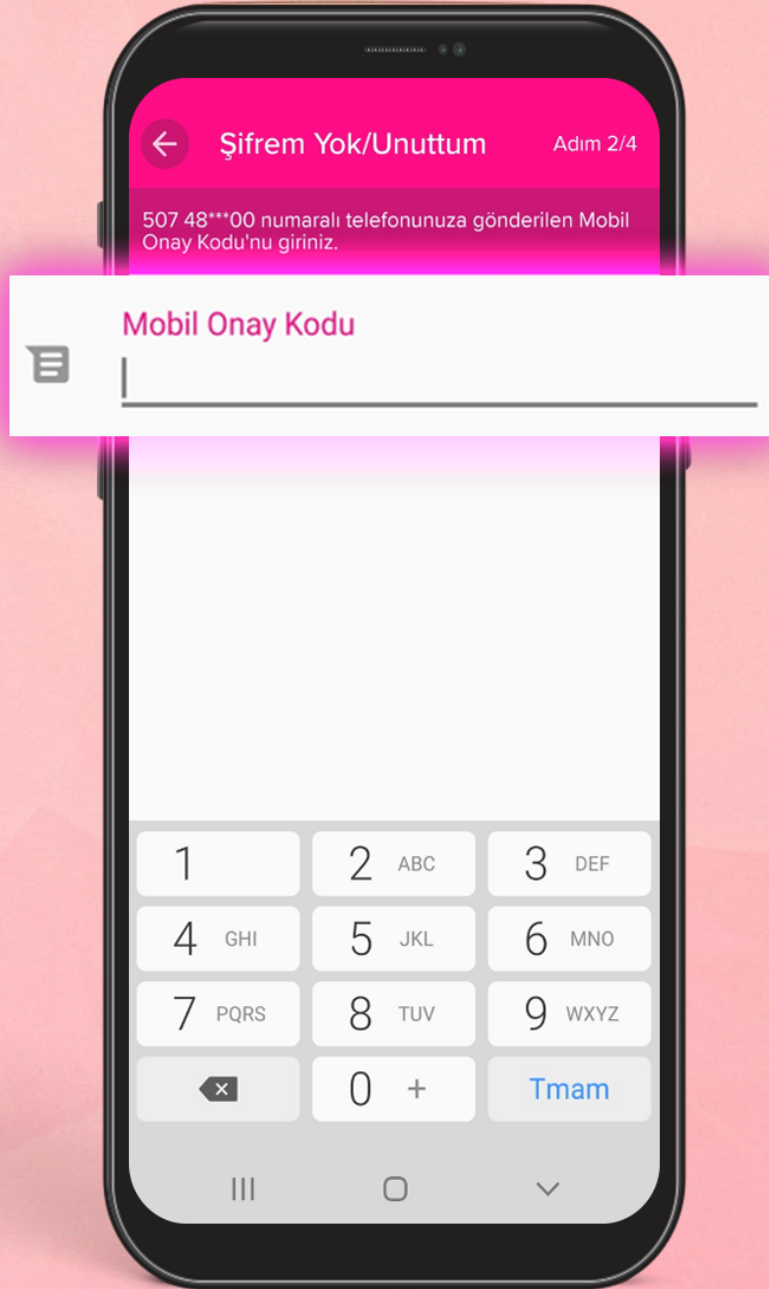 Şifrem Yok/Unuttum Adım 2/4
507 48***00 numaralı telefonunuza gönderilen Mobil
Onay Kodu'nu giriniz.
Mobil Onay Kodu
1 2 ABC 3 DEF
4 GHI 5 JKL 6 MNO
7 PQRS 8 TUV 9 WXYZ
0 + Tmam